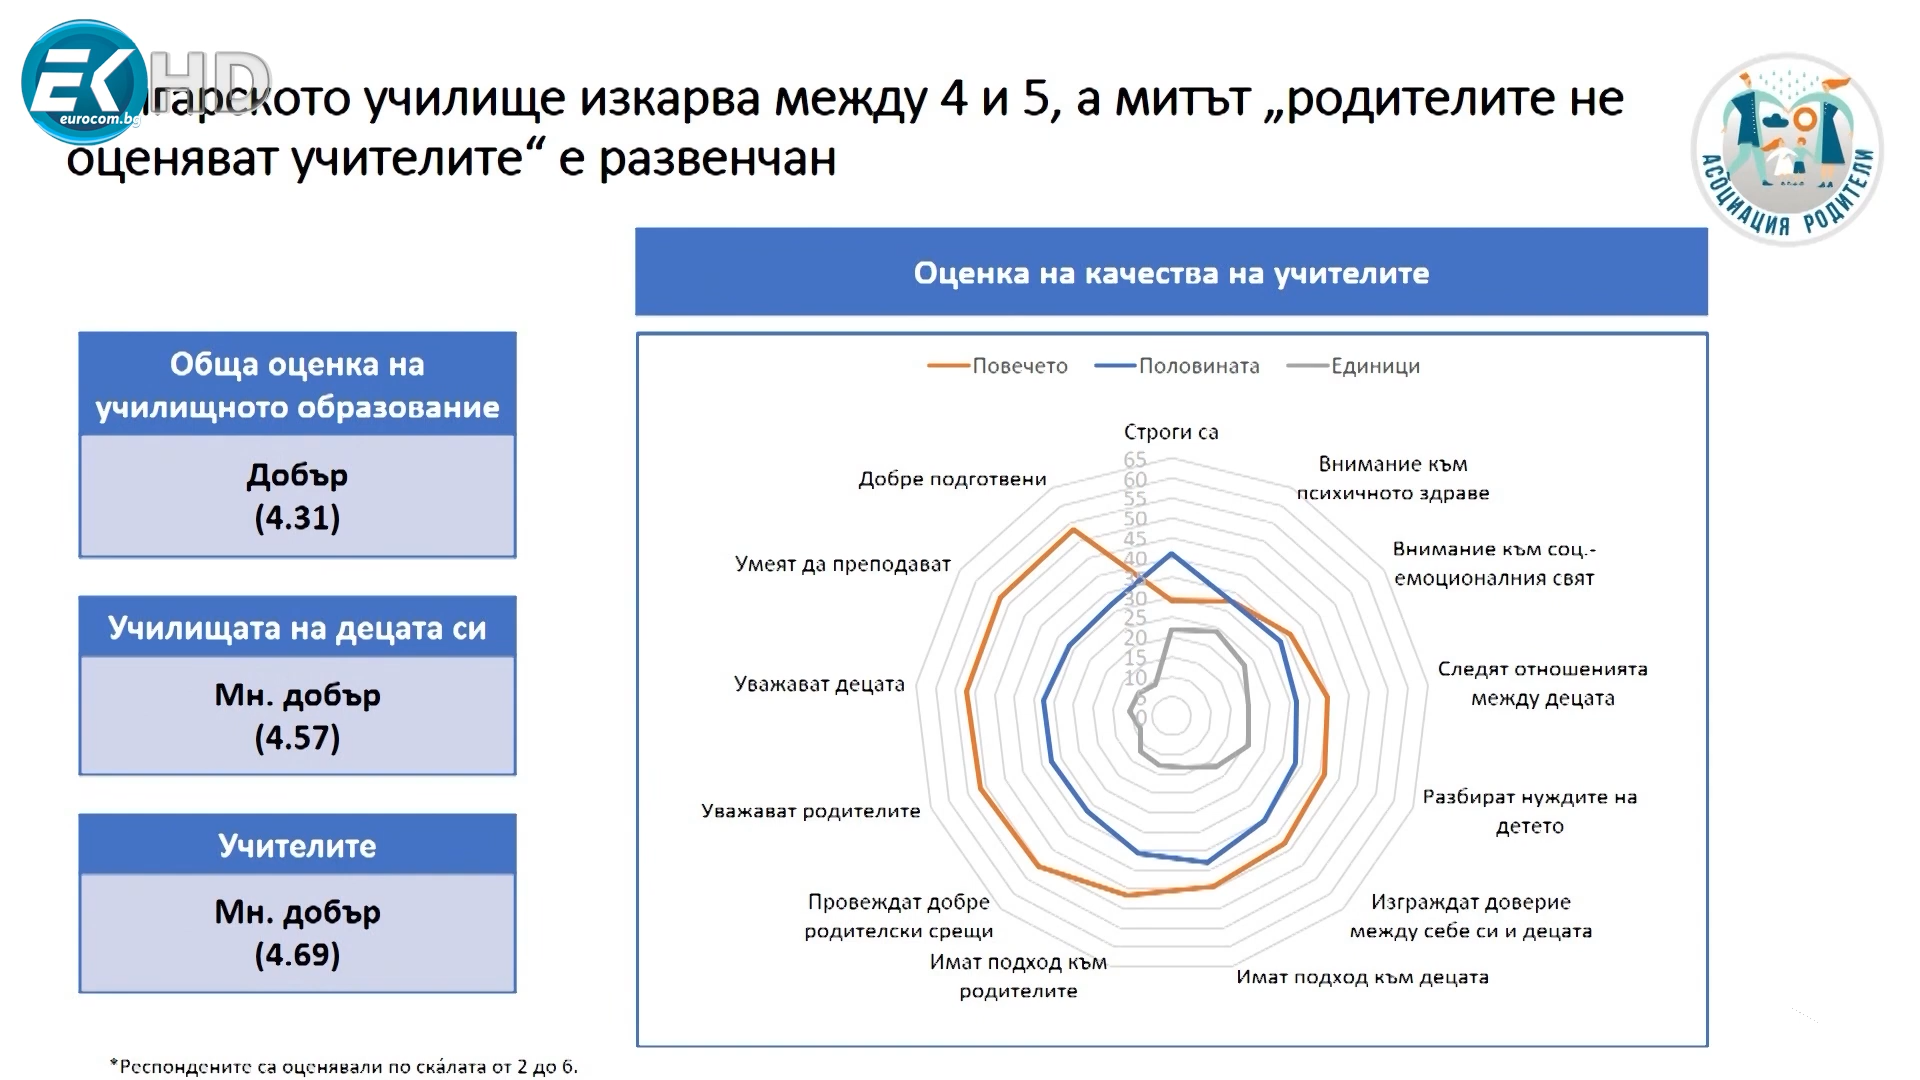 EK HD
eurocom.bg
училище изкарва между 4 и 5, а митът „родителите не
оценяват учителите“ е развенчан
АСОЦИАЦИЯ РОДИТЕЛИ
Оценка на качества на учителите
Обща оценка на
училищното образование
Добър
(4.31)
Училищата на децата си
Мн. добър
(4.57)
Учителите
Мн. добър
(4.69)
Повечето Половината Единици
Строги са
Внимание към
психичното здраве
Внимание към соц.-
емоционалния свят
Следят отношенията
между децата
Разбират нуждите на
детето
Изграждат доверие
между себе си и децата
Имат подход към децата
Имат подход към
родителите
Провеждат добре
родителски срещи
Уважават родителите
Уважават децата
Умеят да преподават
Добре подготвени
65
60
55
50
45
40
35
30
25
20
15
10
5
0
*Респондените са оценявали по ска́лата от 2 до 6.